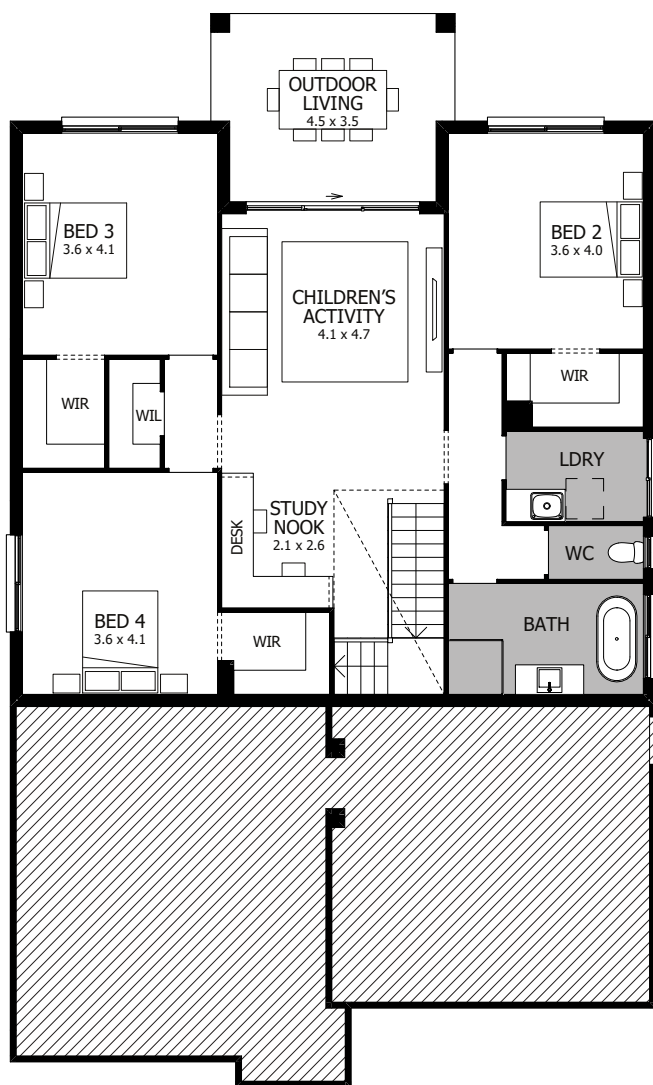 OUTDOOR
LIVING
4.5 x 3.5
BED 3
3.6 x 4.1
BED 2
3.6 x 4.0
CHILDREN'S
ACTIVITY
4.1 x 4.7
WIR
WIL
WIR
LDRY
STUDY
NOOK
2.1 x 2.6
DESK
WC
BED 4
3.6 x 4.1
WIR
BATH